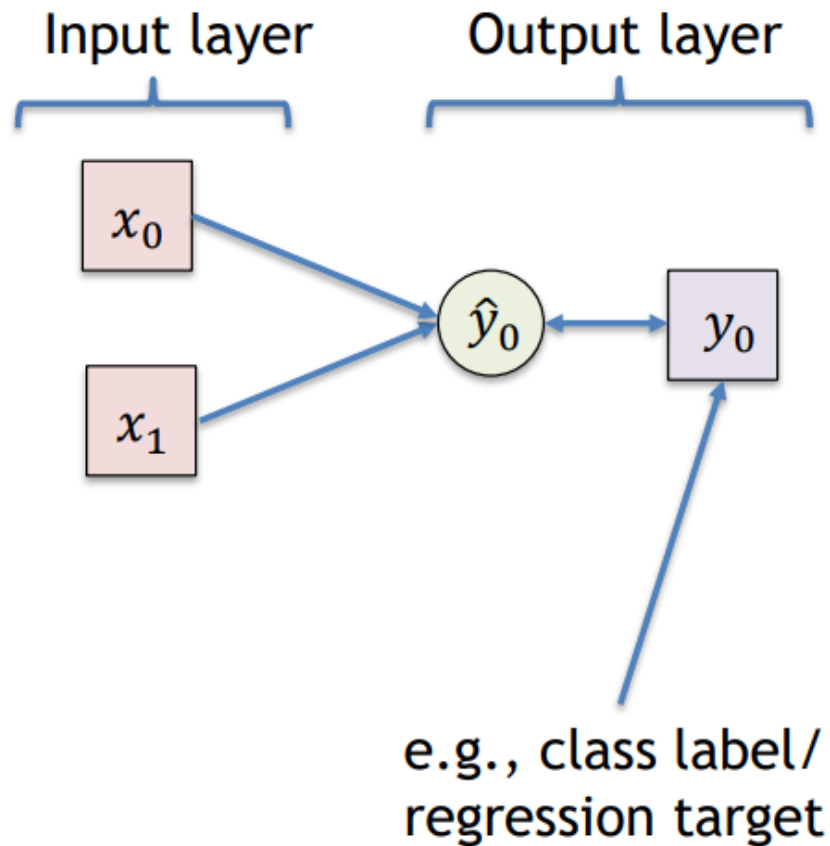 Input layer
Output layer
x₀
ŷ₀
y₀
x₁
e.g., class label/
regression target